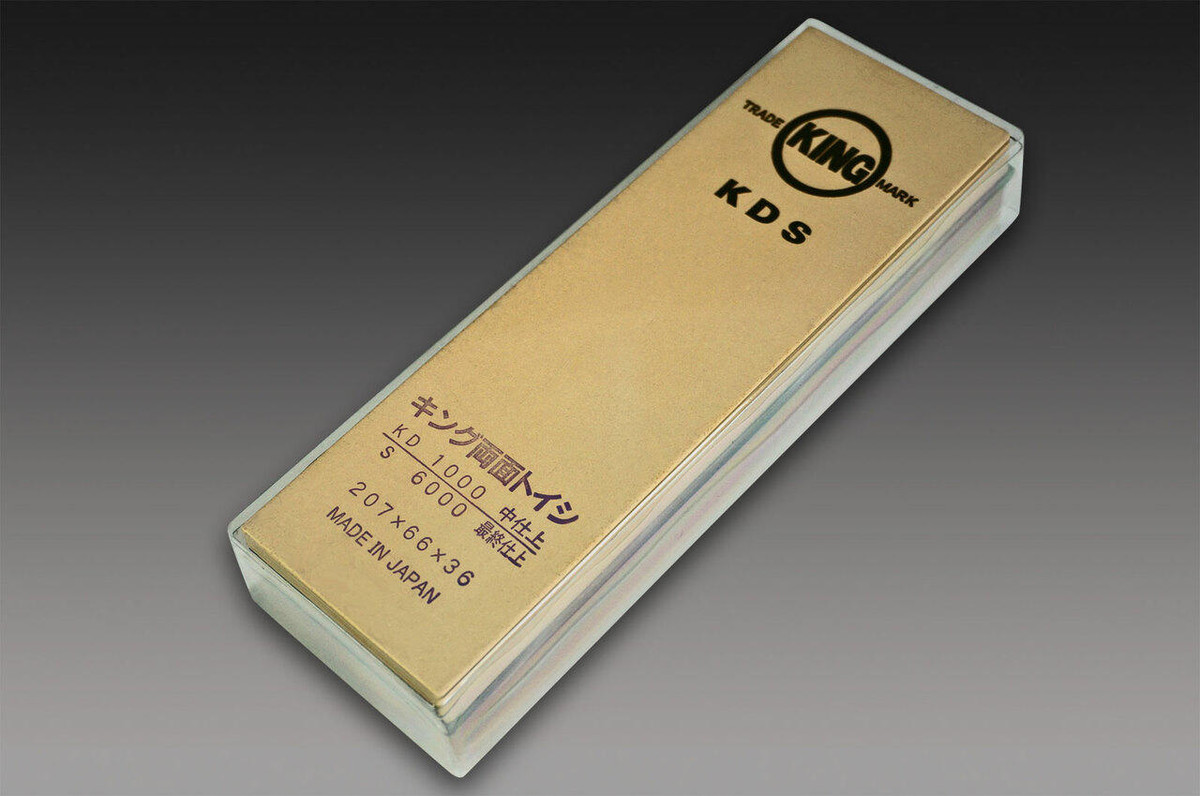 TRADE KING MARK
KDS
キング両面トイシ
KD 1000 中仕上
S 6000 最終仕上
207×66×36
MADE IN JAPAN